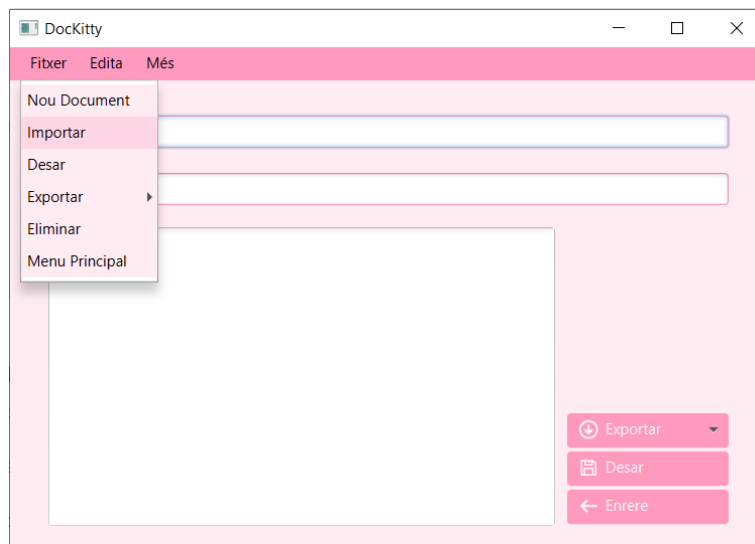 DocKitty
Fitxer Edita Més
Nou Document
Importar
Desar
Exportar
Eliminar
Menu Principal
Exportar
Desar
Enrere